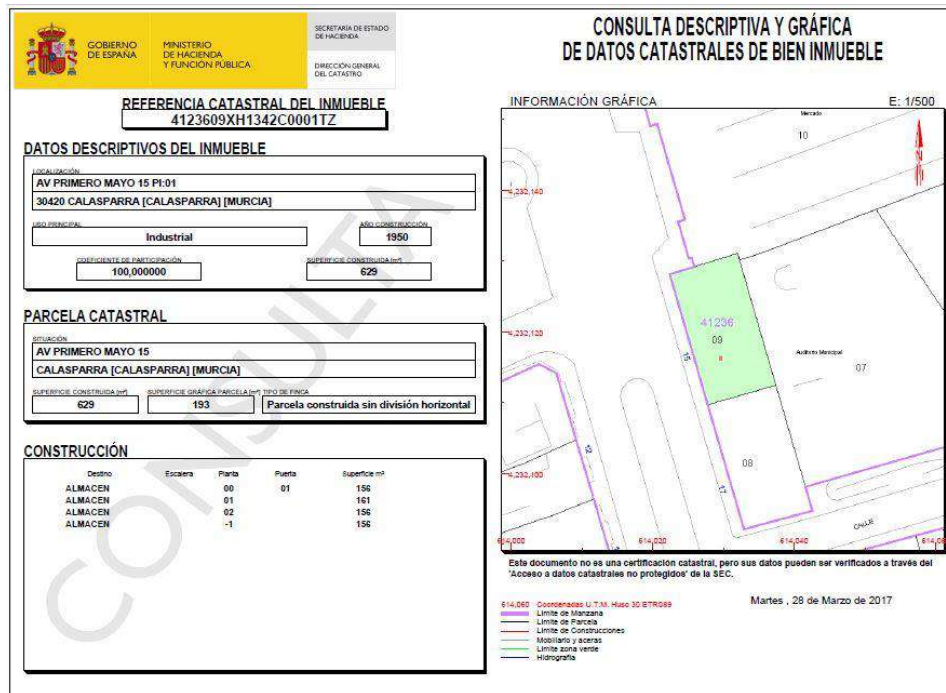 GOBIERNO
DE ESPAÑA
MINISTERIO
DE HACIENDA
Y FUNCIÓN PÚBLICA
SECRETARÍA DE ESTADO
DE HACIENDA
DIRECCIÓN GENERAL
DEL CATASTRO
CONSULTA DESCRIPTIVA Y GRÁFICA
DE DATOS CATASTRALES DE BIEN INMUEBLE
REFERENCIA CATASTRAL DEL INMUEBLE
4123609XH1342C0001TZ
DATOS DESCRIPTIVOS DEL INMUEBLE
LOCALIZACIÓN
AV PRIMERO MAYO 15 Pl:01
30420 CALASPARRA [CALASPARRA] [MURCIA]
USO PRINCIPAL AÑO CONSTRUCCIÓN
Industrial 1950
COEFICIENTE DE PARTICIPACIÓN SUPERFICIE CONSTRUIDA [m²]
100,000000 629
PARCELA CATASTRAL
SITUACIÓN
AV PRIMERO MAYO 15
CALASPARRA [CALASPARRA] [MURCIA]
SUPERFICIE CONSTRUIDA [m²] SUPERFICIE GRÁFICA PARCELA [m²] TIPO DE FINCA
629 193 Parcela construida sin división horizontal
CONSTRUCCIÓN
Destino Escalera Planta Puerta Superficie m²
ALMACEN 00 01 156
ALMACEN 01 161
ALMACEN 02 156
ALMACEN -1 156
CONSULTA
INFORMACIÓN GRÁFICA E: 1/500
Mercado
10
N
4,232,140
41236
4,232,120
09
II
15
Auditorio Municipal
07
12
4,232,100
08
17
CALLE
614,000 614,020 614,040
Este documento no es una certificación catastral, pero sus datos pueden ser verificados a través del
'Acceso a datos catastrales no protegidos' de la SEC.
614,060 Coordenadas U.T.M. Huso 30 ETRS89
Límite de Manzana
Límite de Parcela
Límite de Construcciones
Mobiliario y aceras
Límite zona verde
Hidrografía
Martes , 28 de Marzo de 2017